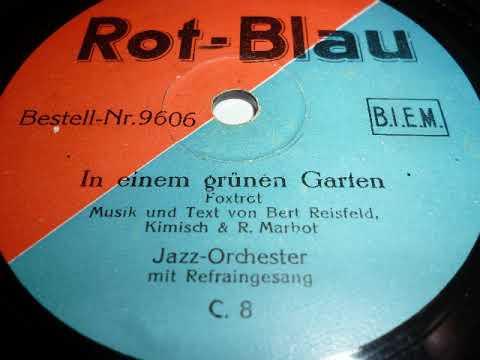 Rot-Blau
Bestell-Nr.9606
B.I.E.M.
In einem grünen Garten
Foxtrot
Musik und Text von Bert Reisfeld,
Kimisch & R. Marbot
Jazz-Orchester
mit Refraingesang
C. 8